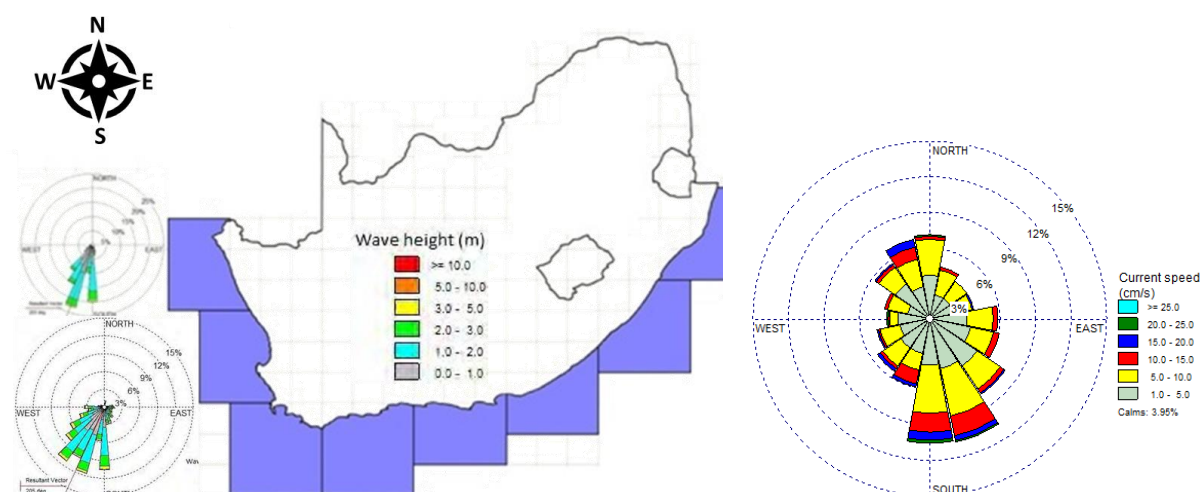 N
W E
S
NORTH
25%
20%
15%
10%
5%
WEST
EAST
Resultant Vector
NORTH
15%
12%
9%
6%
3%
WEST
EAST
Resultant Vector
205 deg
Wave height (m)
>= 10.0
5.0 - 10.0
3.0 - 5.0
2.0 - 3.0
1.0 - 2.0
0.0 - 1.0
NORTH
15%
12%
9%
6%
3%
WEST
EAST
SOUTH
Current speed
(cm/s)
>= 25.0
20.0 - 25.0
15.0 - 20.0
10.0 - 15.0
5.0 - 10.0
1.0 - 5.0
Calms: 3.95%